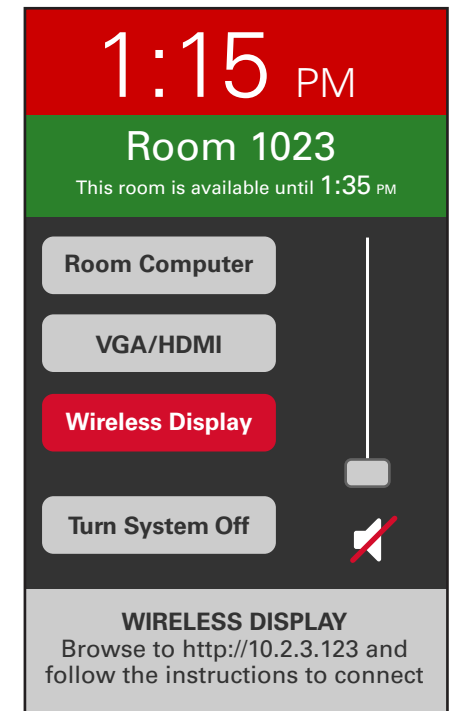 1:15 PM
Room 1023
This room is available until 1:35 PM
Room Computer
VGA/HDMI
Wireless Display
Turn System Off
WIRELESS DISPLAY
Browse to http://10.2.3.123 and
follow the instructions to connect